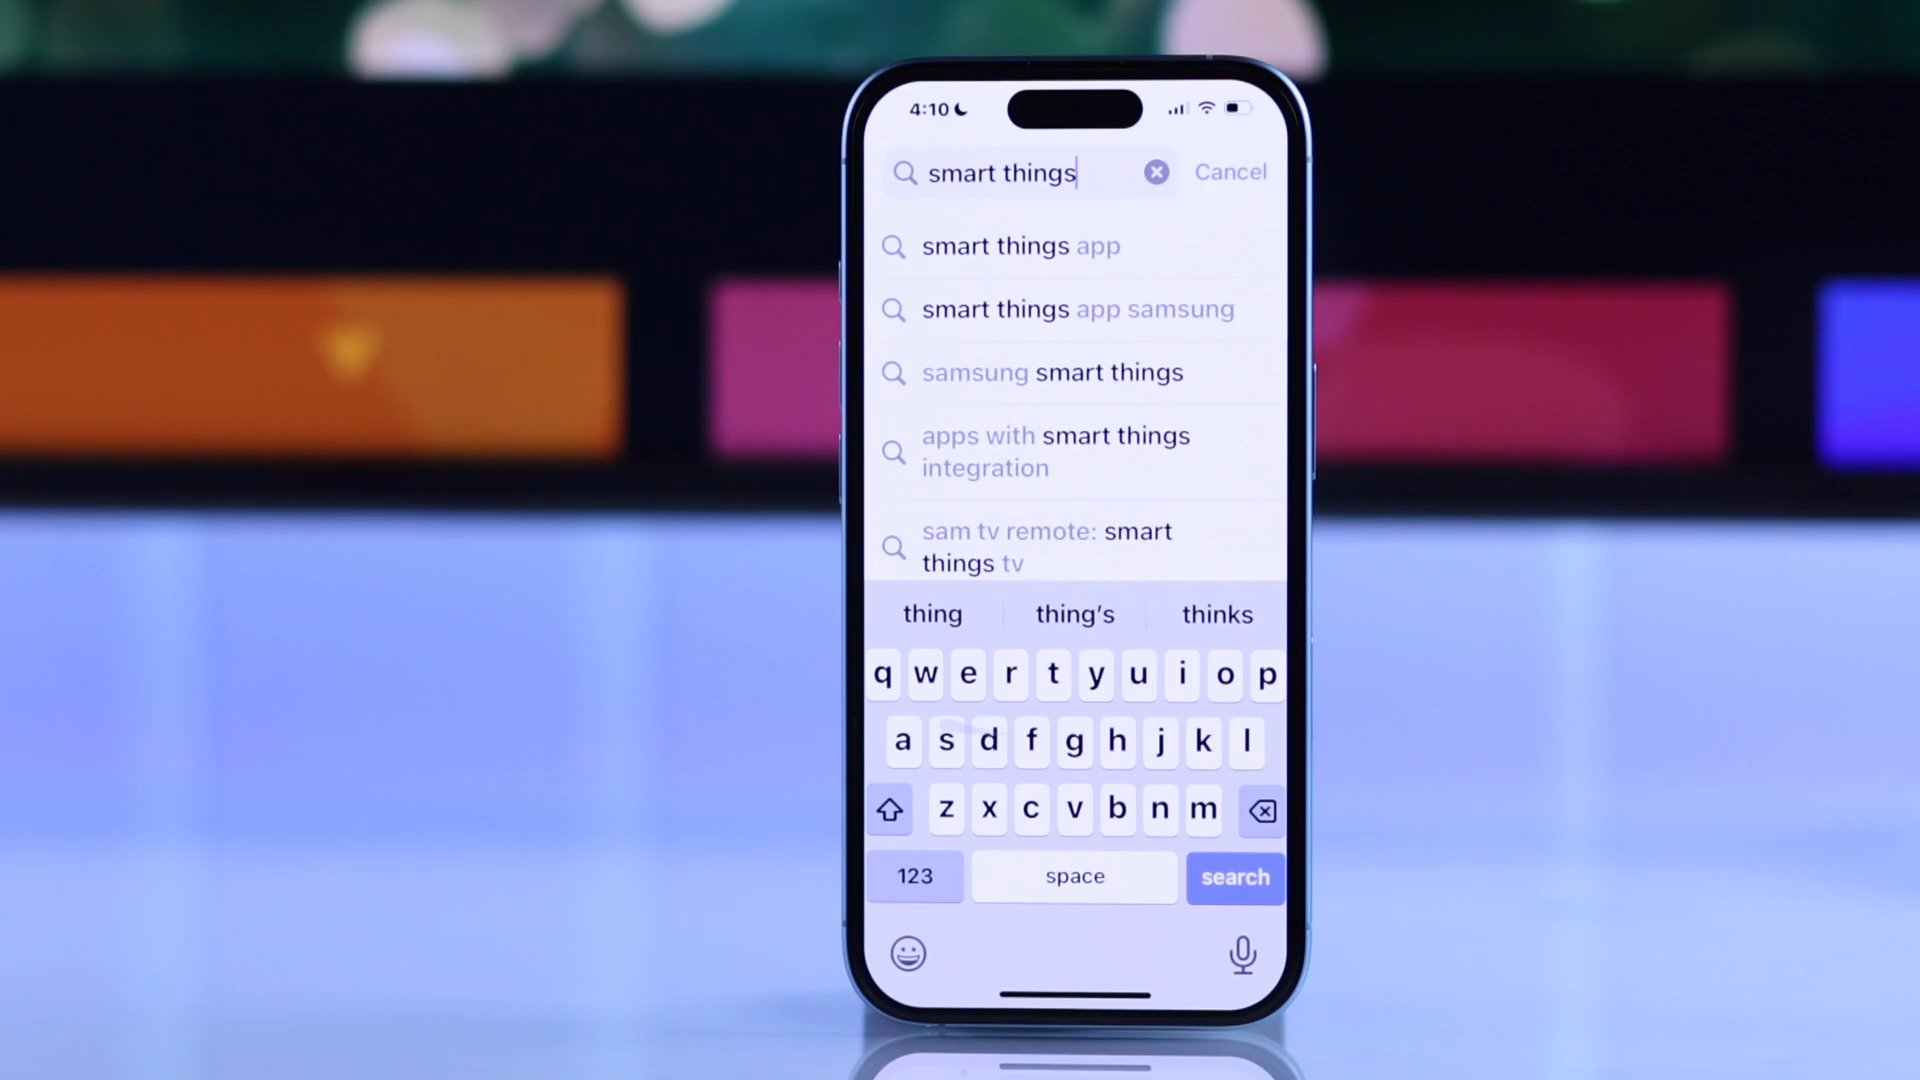 4:10
smart things
Cancel
smart things app
smart things app samsung
samsung smart things
apps with smart things
integration
sam tv remote: smart
things tv
thing thing's thinks
q w e r t y u i o p
a s d f g h j k l
z x c v b n m
123 space search